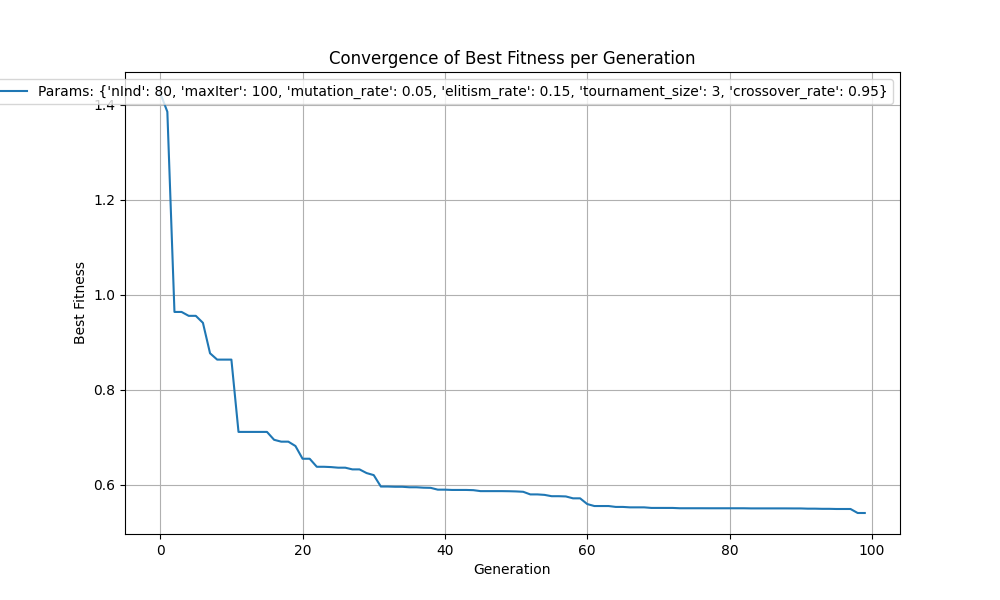 Convergence of Best Fitness per Generation
Params: {'nInd': 80, 'maxIter': 100, 'mutation_rate': 0.05, 'elitism_rate': 0.15, 'tournament_size': 3, 'crossover_rate': 0.95}
1.4
1.2
1.0
0.8
0.6
Best Fitness
0 20 40 60 80 100
Generation